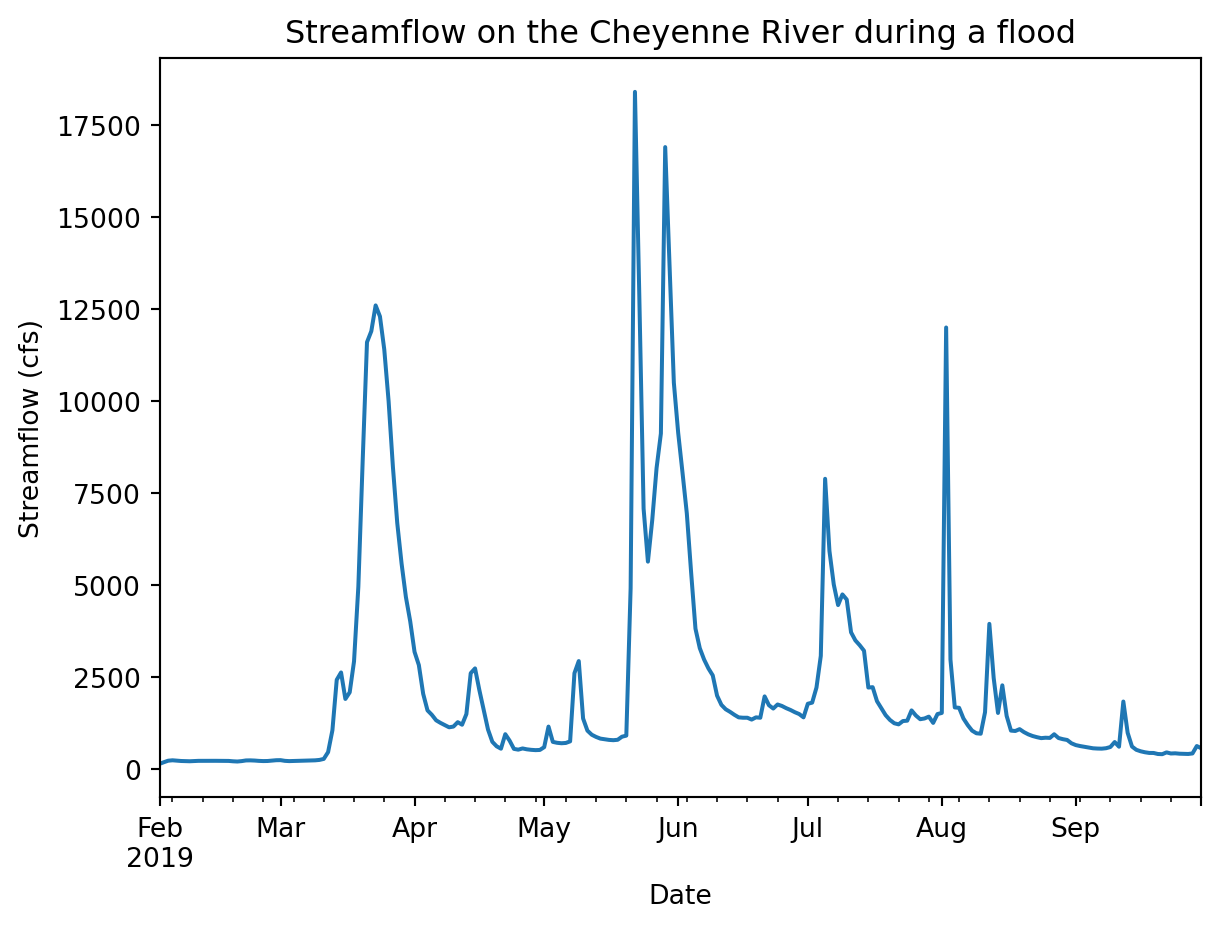 Streamflow on the Cheyenne River during a flood
Streamflow (cfs)
17500
15000
12500
10000
7500
5000
2500
0
Feb Mar Apr May Jun Jul Aug Sep
2019
Date